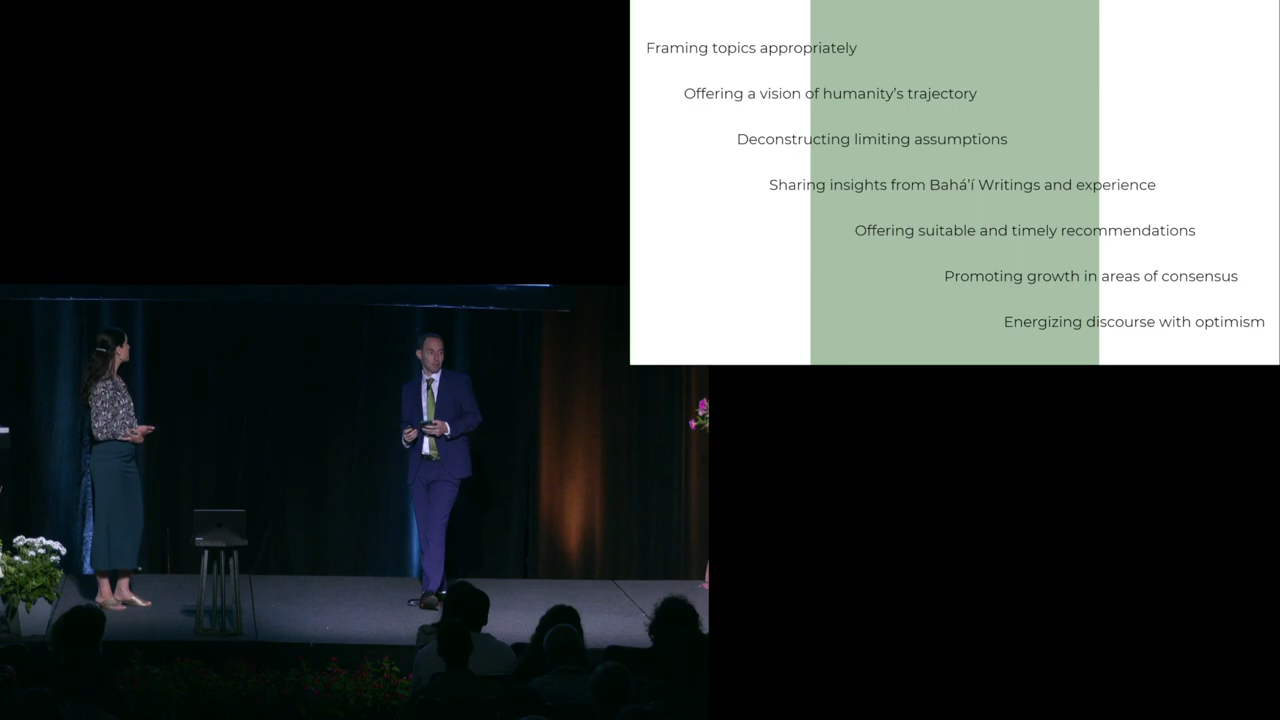 Framing topics appropriately
Offering a vision of humanity’s trajectory
Deconstructing limiting assumptions
Sharing insights from Bahá’í Writings and experience
Offering suitable and timely recommendations
Promoting growth in areas of consensus
Energizing discourse with optimism